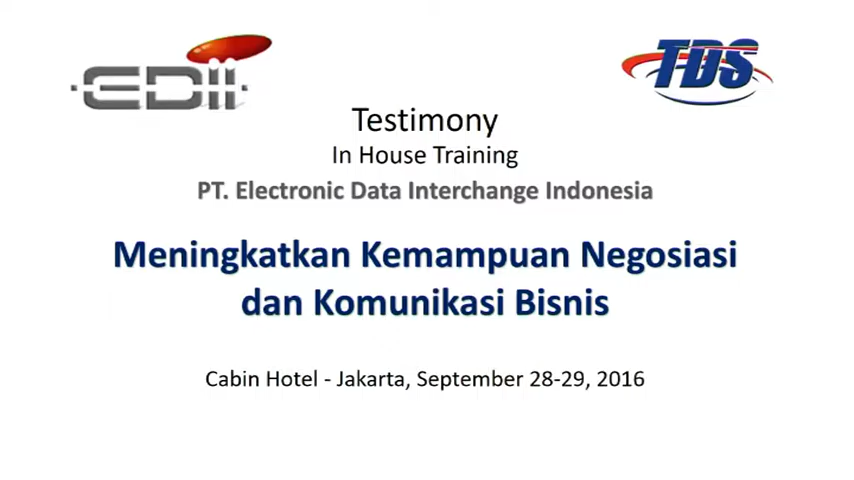 EDII
TDS
Testimony
In House Training
PT. Electronic Data Interchange Indonesia
Meningkatkan Kemampuan Negosiasi
dan Komunikasi Bisnis
Cabin Hotel - Jakarta, September 28-29, 2016